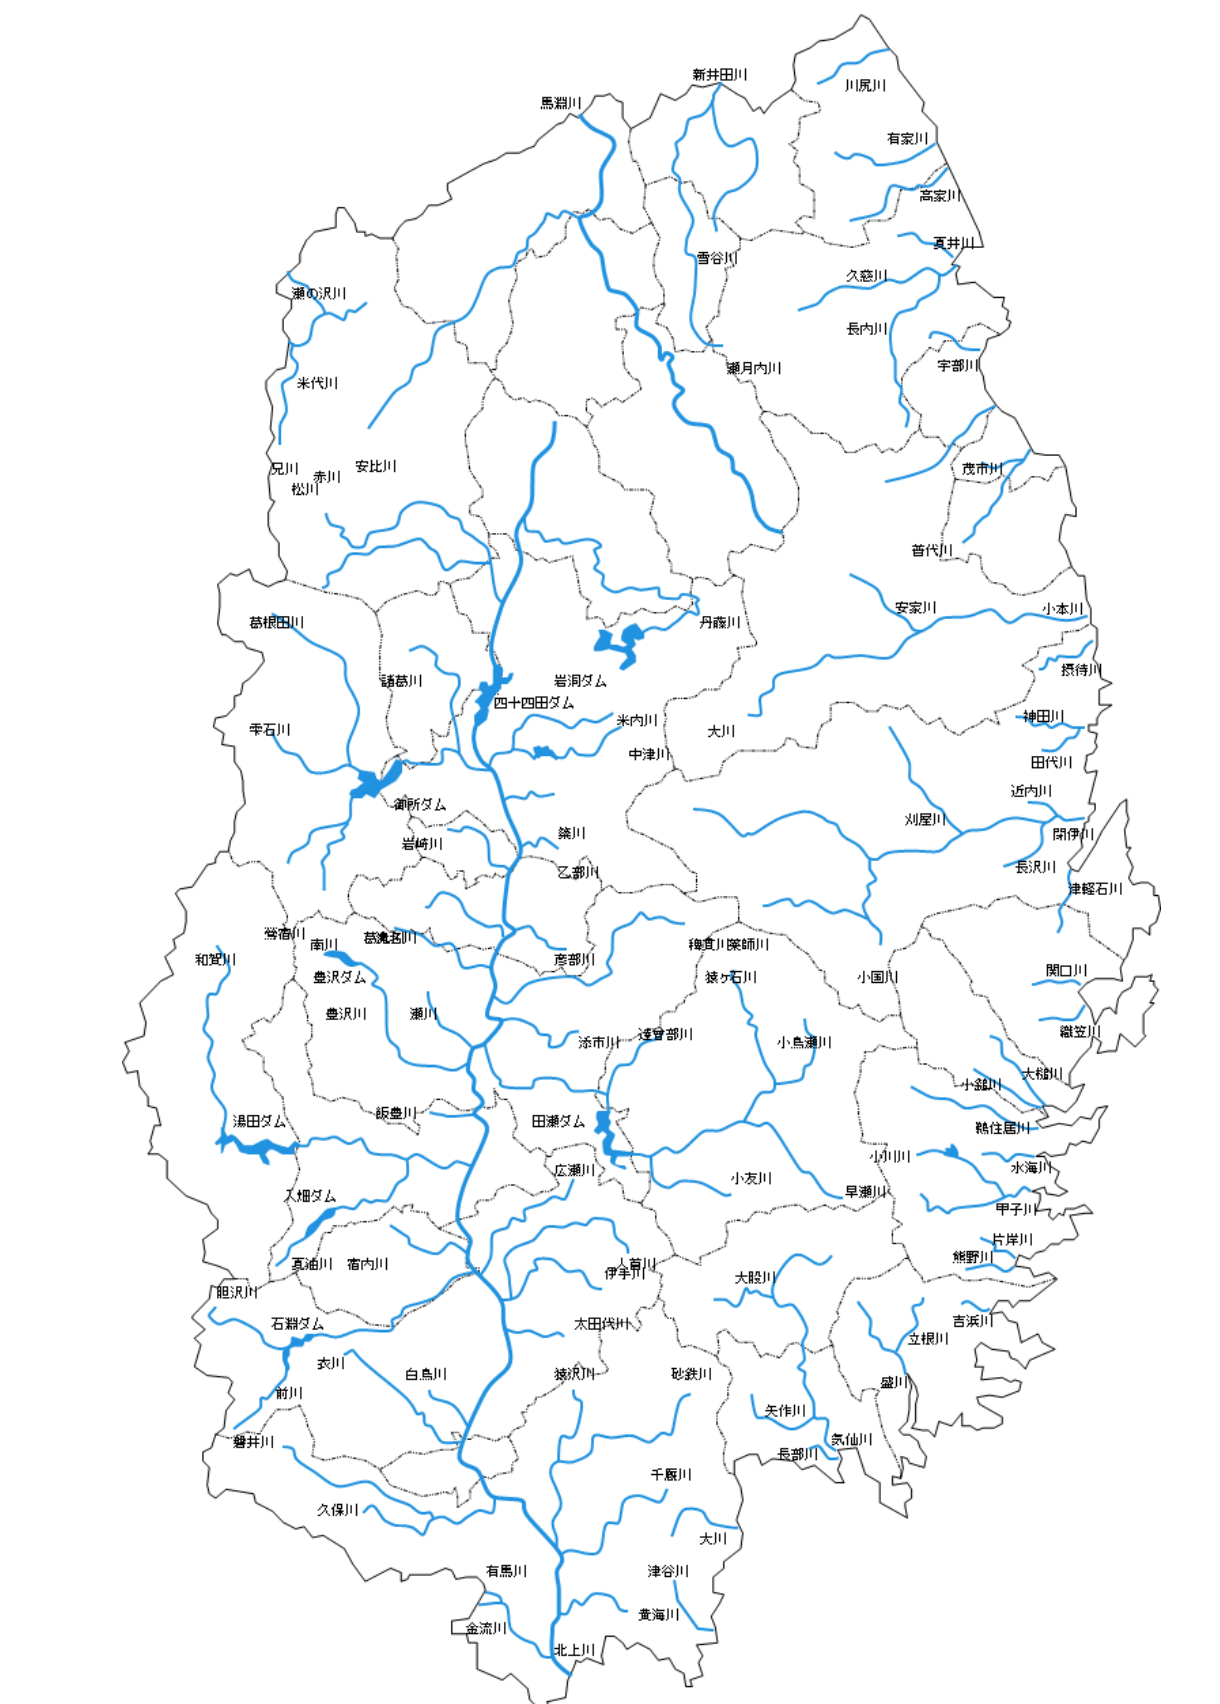 新井田川
川尻川
馬淵川
有家川
高家川
夏井川
雪谷川
久慈川
瀬の沢川
長内川
宇部川
瀬月内川
米代川
安比川
兄川
赤川
松川
茂市川
普代川
安家川
小本川
葛根田川
丹藤川
摂待川
諸葛川
岩洞ダム
四十四田ダム
神田川
米内川
雫石川
大川
中津川
田代川
近内川
御所ダム
刈屋川
閉伊川
簗川
岩崎川
長沢川
乙部川
津軽石川
鶯宿川
南川
葛丸川
滝名川
稗貫川
薬師川
和賀川
彦部川
関口川
豊沢ダム
猿ヶ石川
小国川
豊沢川
瀬川
織笠川
添市川
達曽部川
小烏瀬川
大槌川
小鎚川
飯豊川
湯田ダム
田瀬ダム
鵜住居川
小川川
水海川
広瀬川
小友川
早瀬川
入畑ダム
甲子川
片岸川
熊野川
夏油川
宿内川
人首川
伊手川
大股川
胆沢川
石淵ダム
太田代川
吉浜川
立根川
衣川
白鳥川
猿沢川
砂鉄川
盛川
前川
矢作川
磐井川
気仙川
長部川
千厩川
久保川
大川
有馬川
津谷川
黄海川
金流川
北上川